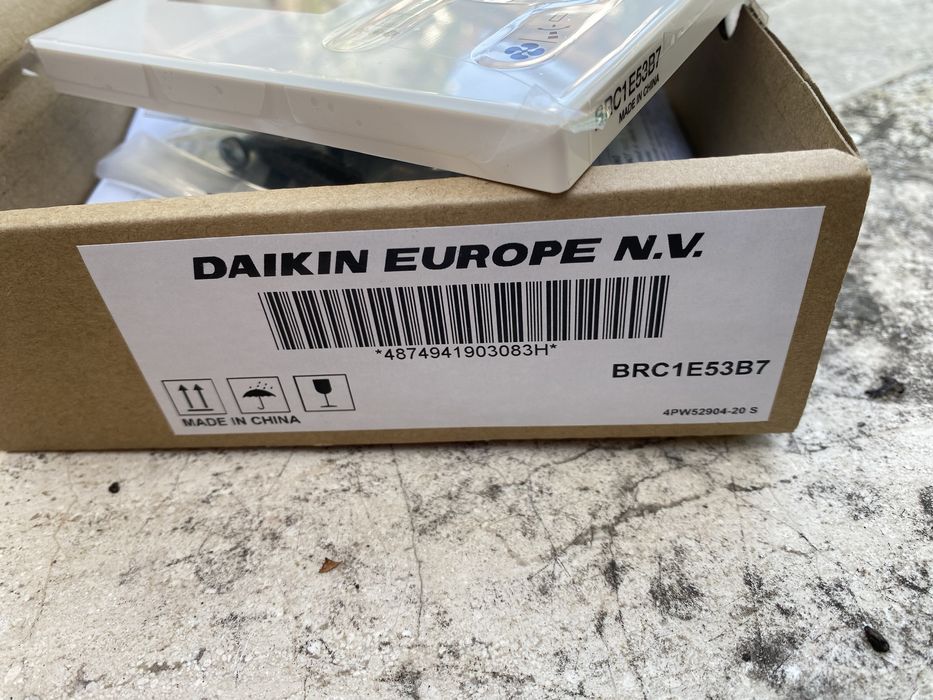 BRC1E53B7
MADE IN CHINA
DAIKIN EUROPE N.V.
*4874941903083H*
BRC1E53B7
MADE IN CHINA
4PW52904-20 S